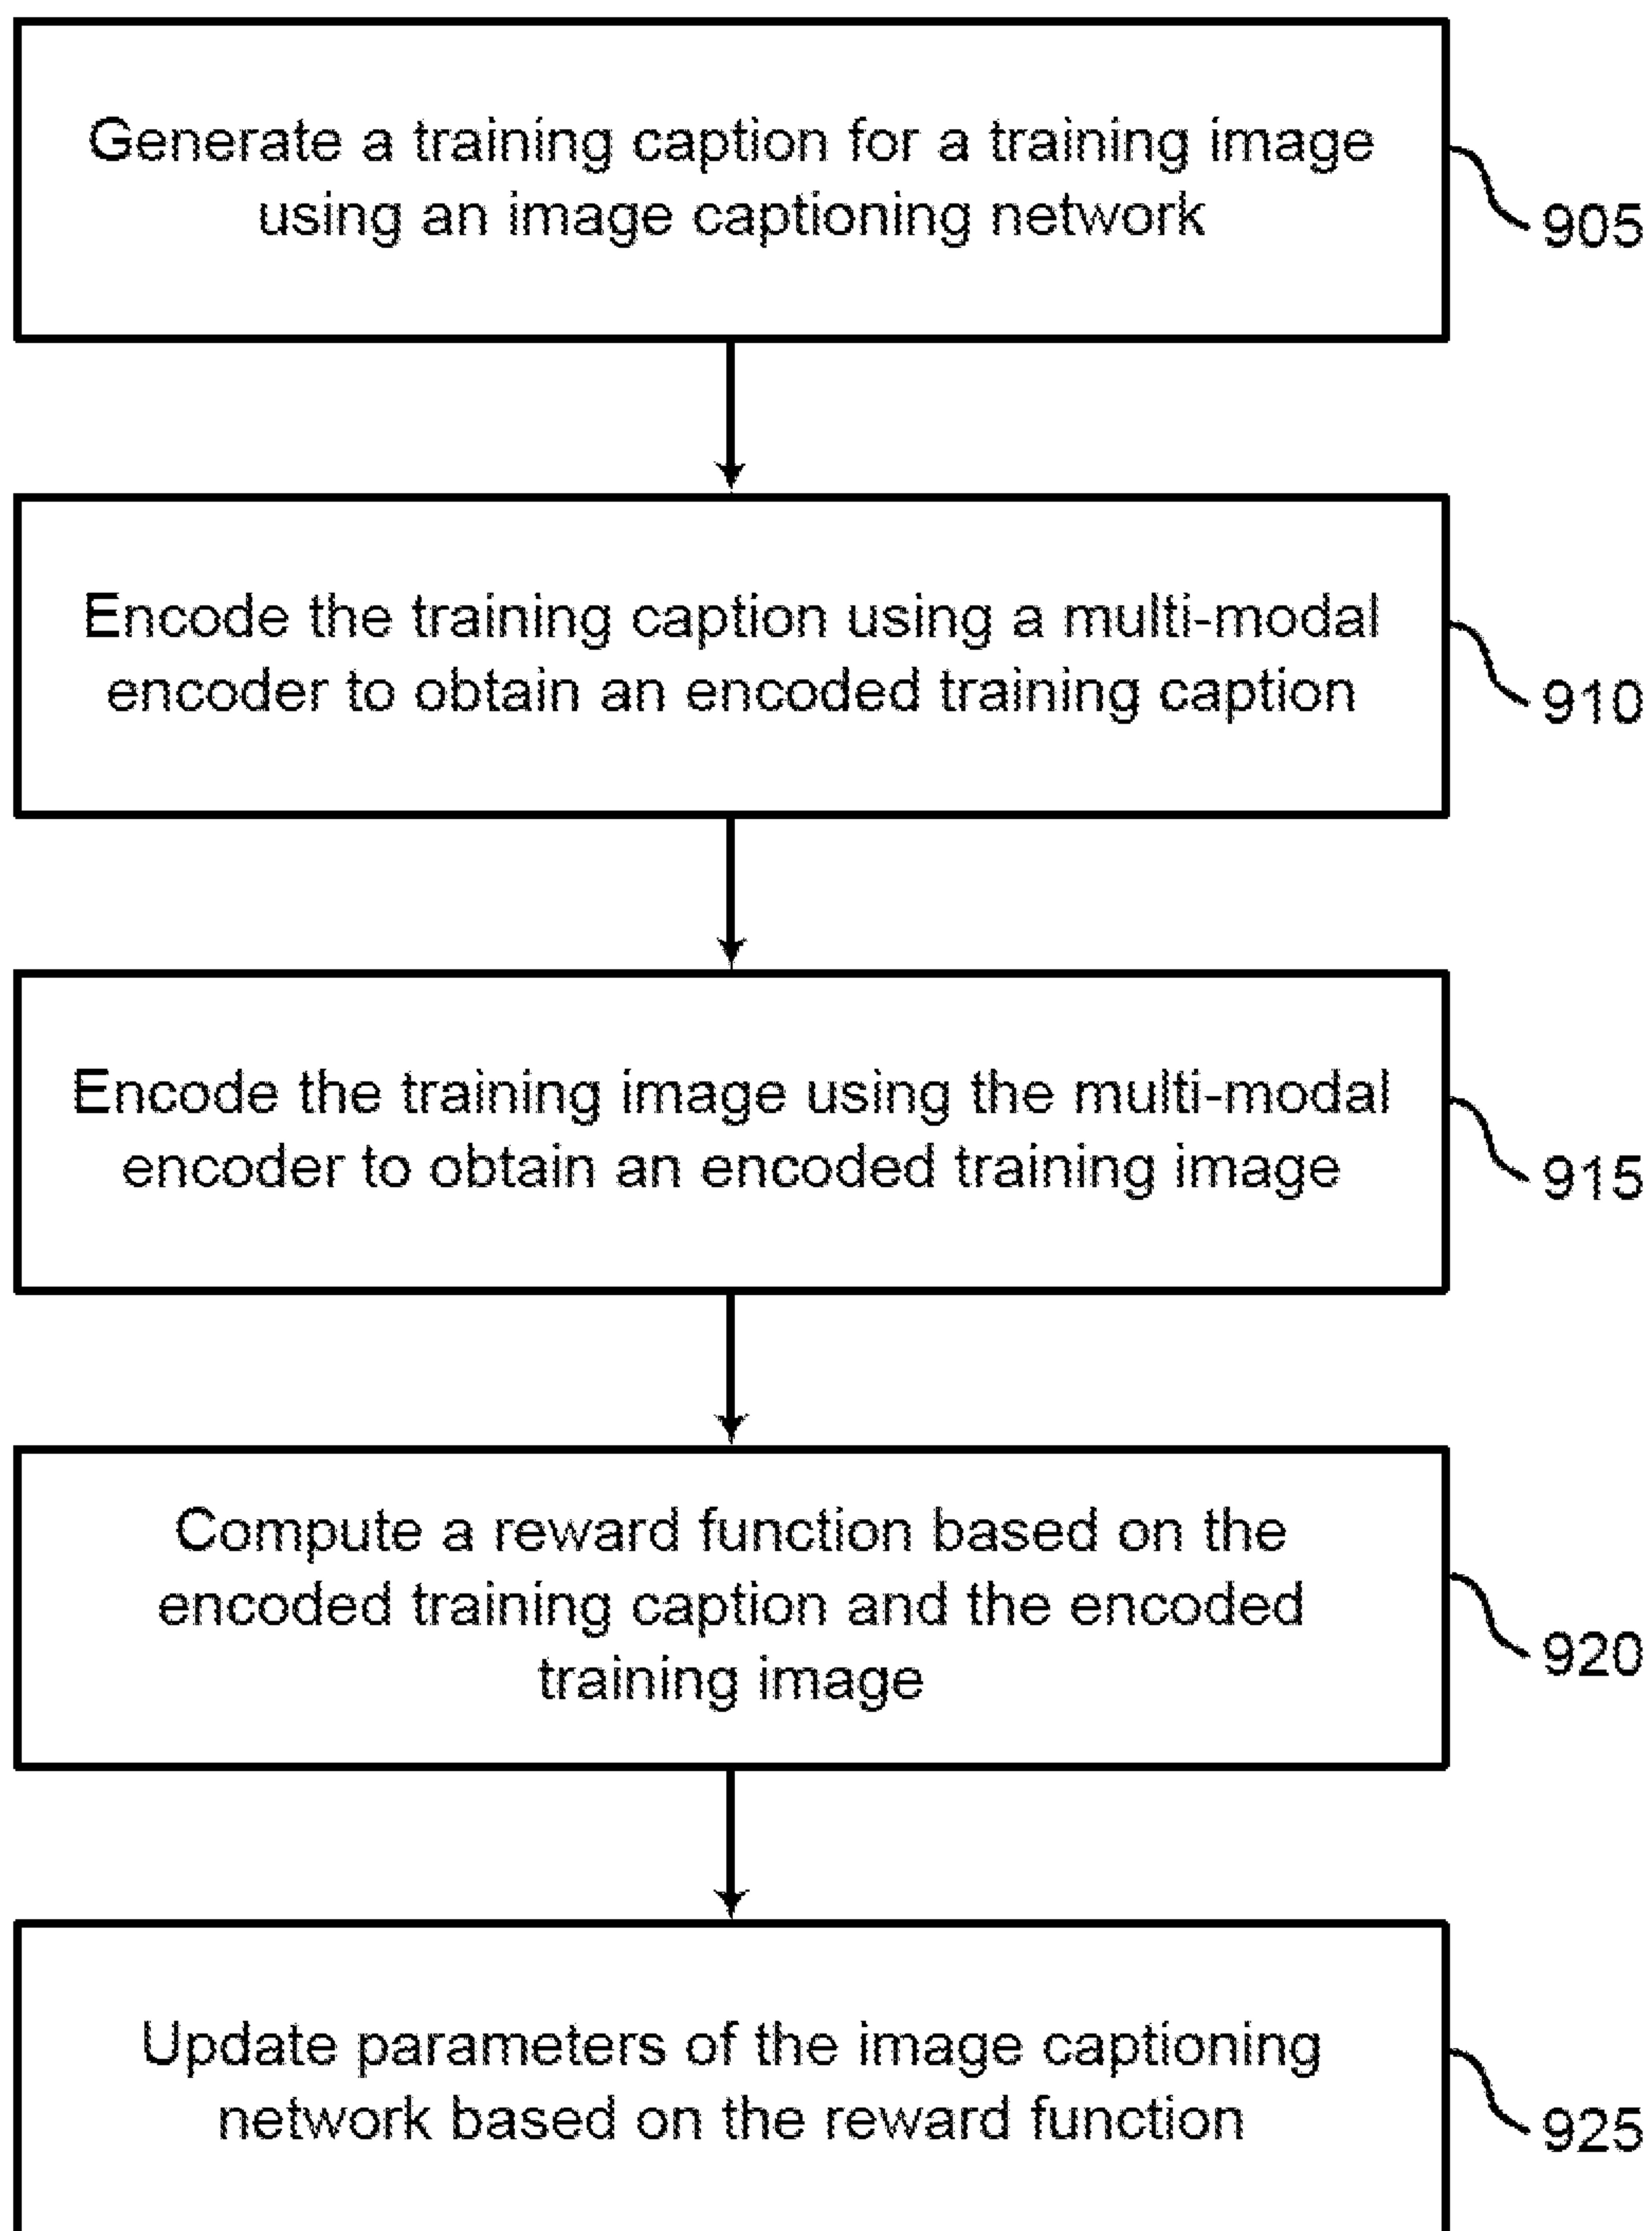 Generate a training caption for a training image
using an image captioning network
905
Encode the training caption using a multi-modal
encoder to obtain an encoded training caption
910
Encode the training image using the multi-modal
encoder to obtain an encoded training image
915
Compute a reward function based on the
encoded training caption and the encoded
training image
920
Update parameters of the image captioning
network based on the reward function
925